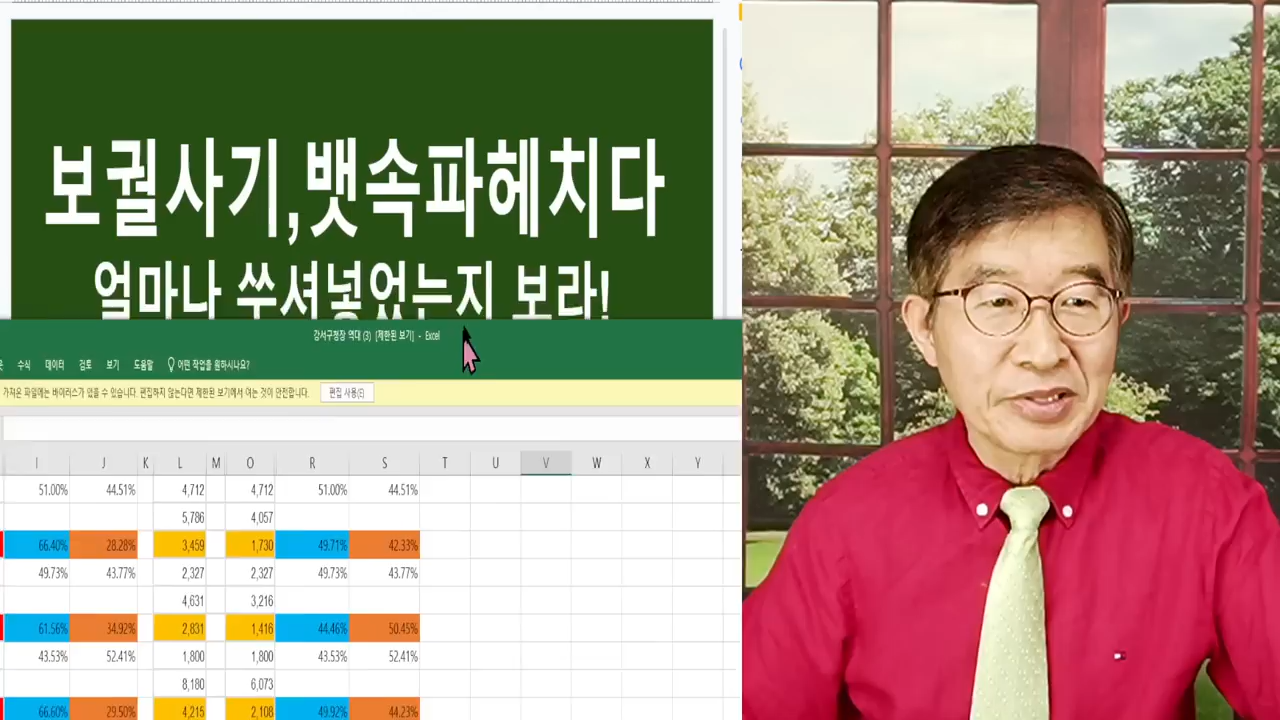 보궐사기,뱃속파헤치다
얼마나 쑤셔넣었는지 보라!
강서구청장 역대 (3) [제한된 보기] - Excel
수식 데이터 검토 보기 도움말 어떤 작업을 원하시나요?
가져온 파일에는 바이러스가 있을 수 있습니다. 편집하지 않는다면 제한된 보기에서 여는 것이 안전합니다. 편집 사용(E)
I J K L M O R S T U V W X Y
51.00% 44.51% 4,712 4,712 51.00% 44.51%
5,786 4,057
66.40% 28.28% 3,459 1,730 49.71% 42.33%
49.73% 43.77% 2,327 2,327 49.73% 43.77%
4,631 3,216
61.56% 34.92% 2,831 1,416 44.46% 50.45%
43.53% 52.41% 1,800 1,800 43.53% 52.41%
8,180 6,073
66.60% 29.50% 4,215 2,108 49.92% 44.23%